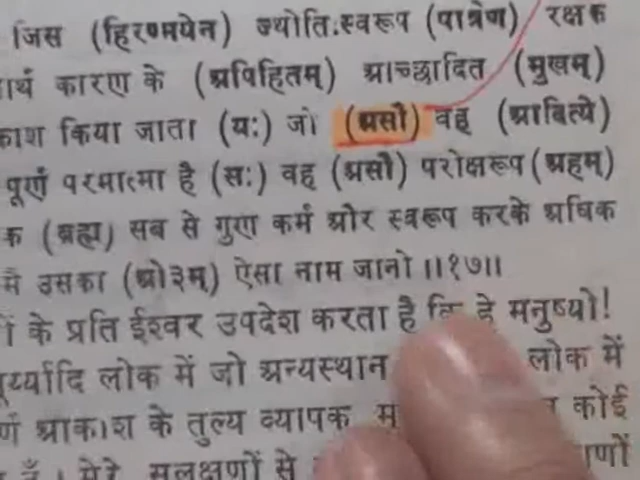 जिस (हिरण्मयेन) ज्योतिःस्वरूप (पात्रेण) रक्षक
कारण के (अपिहितम्) आच्छादित (मुखम्)
काश किया जाता (यः) जो (असौ) वह (आदित्ये)
पूर्ण परमात्मा है (सः) वह (असौ) परोक्षरूप (अहम्)
क (ब्रह्म) सब से गुण कर्म और स्वरूप करके अधिक
मैं उसका (ओ३म्) ऐसा नाम जानो ॥१७॥
के प्रति ईश्वर उपदेश करता है कि हे मनुष्यो!
लोक में जो अन्यस्थान लोक में
आकाश के तुल्य व्यापक कोई
मेरे सुलक्षणों से